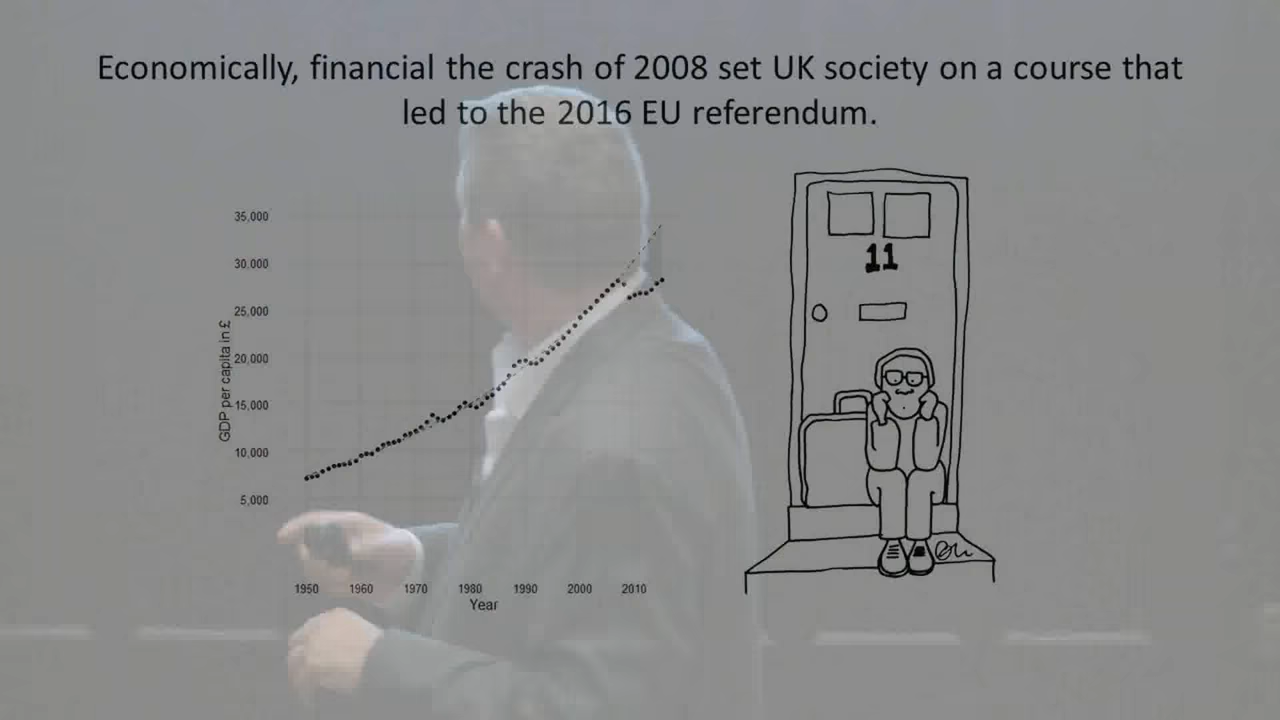 Economically, financial the crash of 2008 set UK society on a course that
led to the 2016 EU referendum.
35,000
30,000
25,000
20,000
15,000
10,000
5,000
GDP per capita in £
1950 1960 1970 1980 1990 2000 2010
Year
11